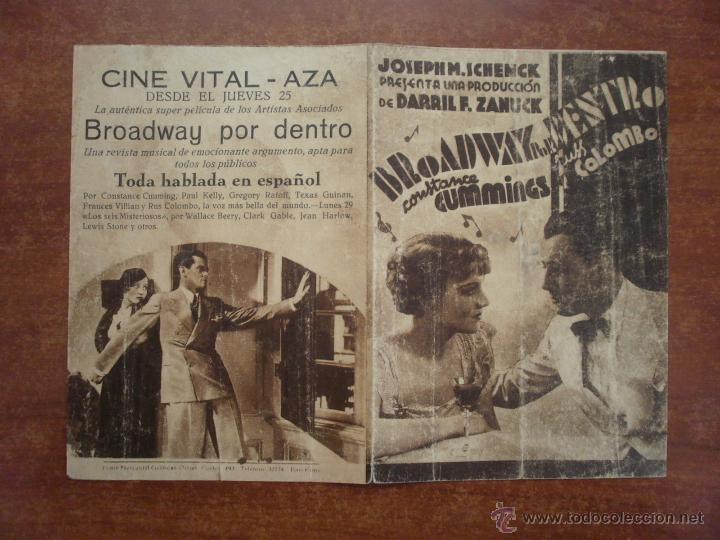 CINE VITAL - AZA
DESDE EL JUEVES 25
La auténtica super película de los Artistas Asociados
Broadway por dentro
Una revista musical de emocionante argumento, apta para
todos los públicos
Toda hablada en español
Por Constance Cumming, Paul Kelly, Gregory Ratoff, Texas Guinan,
Frances Villian y Rus Colombo, la voz más bella del mundo.—Lunes 29
«Los seis Misteriosos», por Wallace Beery, Clark Gable, Jean Harlow,
Lewis Stone y otros.
JOSEPH M. SCHENCK
PRESENTA UNA PRODUCCIÓN
DE DARRIL F. ZANUCK
BROADWAY POR DENTRO
Constance CUMMINGS
Russ COLOMBO
© www.todocoleccion.net